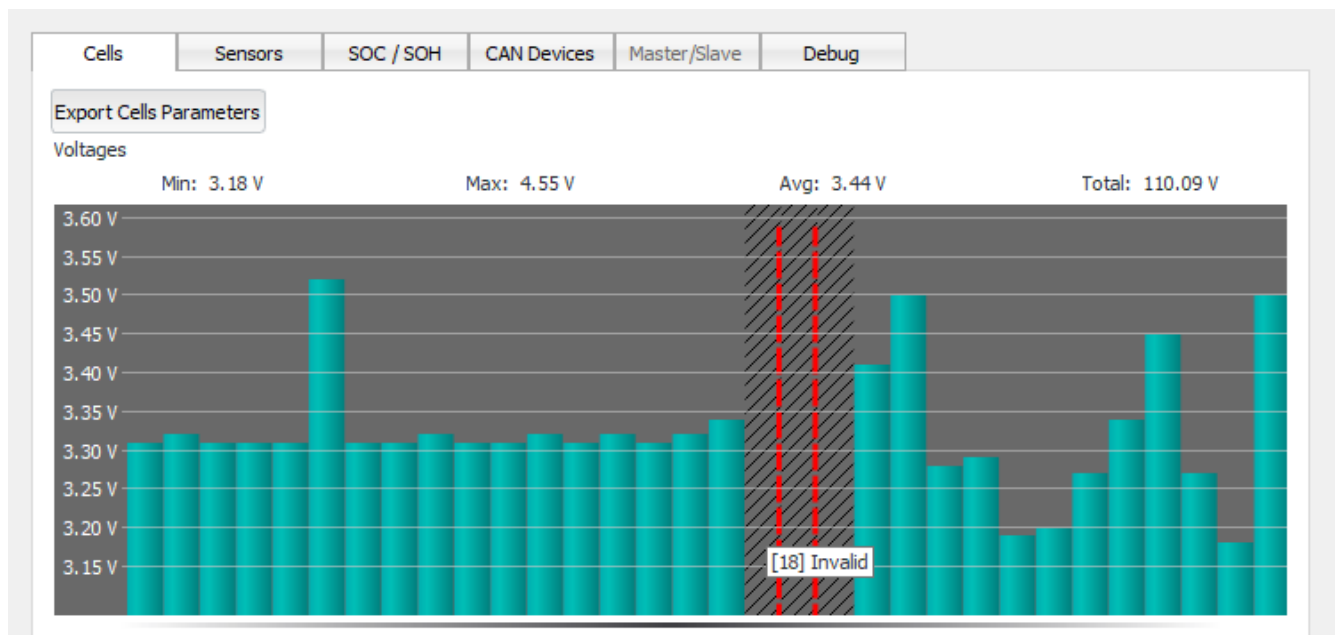 Cells Sensors SOC / SOH CAN Devices Master/Slave Debug
Export Cells Parameters
Voltages
Min: 3.18 V Max: 4.55 V Avg: 3.44 V Total: 110.09 V
3.60 V
3.55 V
3.50 V
3.45 V
3.40 V
3.35 V
3.30 V
3.25 V
3.20 V
[18] Invalid
3.15 V